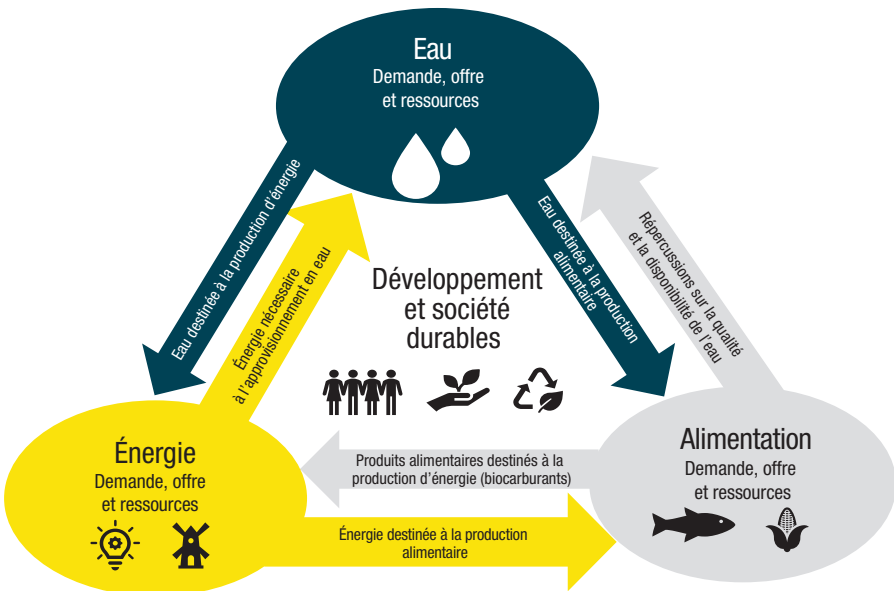 Eau
Demande, offre
et ressources
Eau destinée à la production d'énergie
Énergie nécessaire
à l'approvisionnement en eau
Eau destinée à la production
alimentaire
Répercussions sur la qualité
et la disponibilité de l'eau
Développement
et société
durables
Énergie
Demande, offre
et ressources
Produits alimentaires destinés à la
production d'énergie (biocarburants)
Alimentation
Demande, offre
et ressources
Énergie destinée à la production
alimentaire